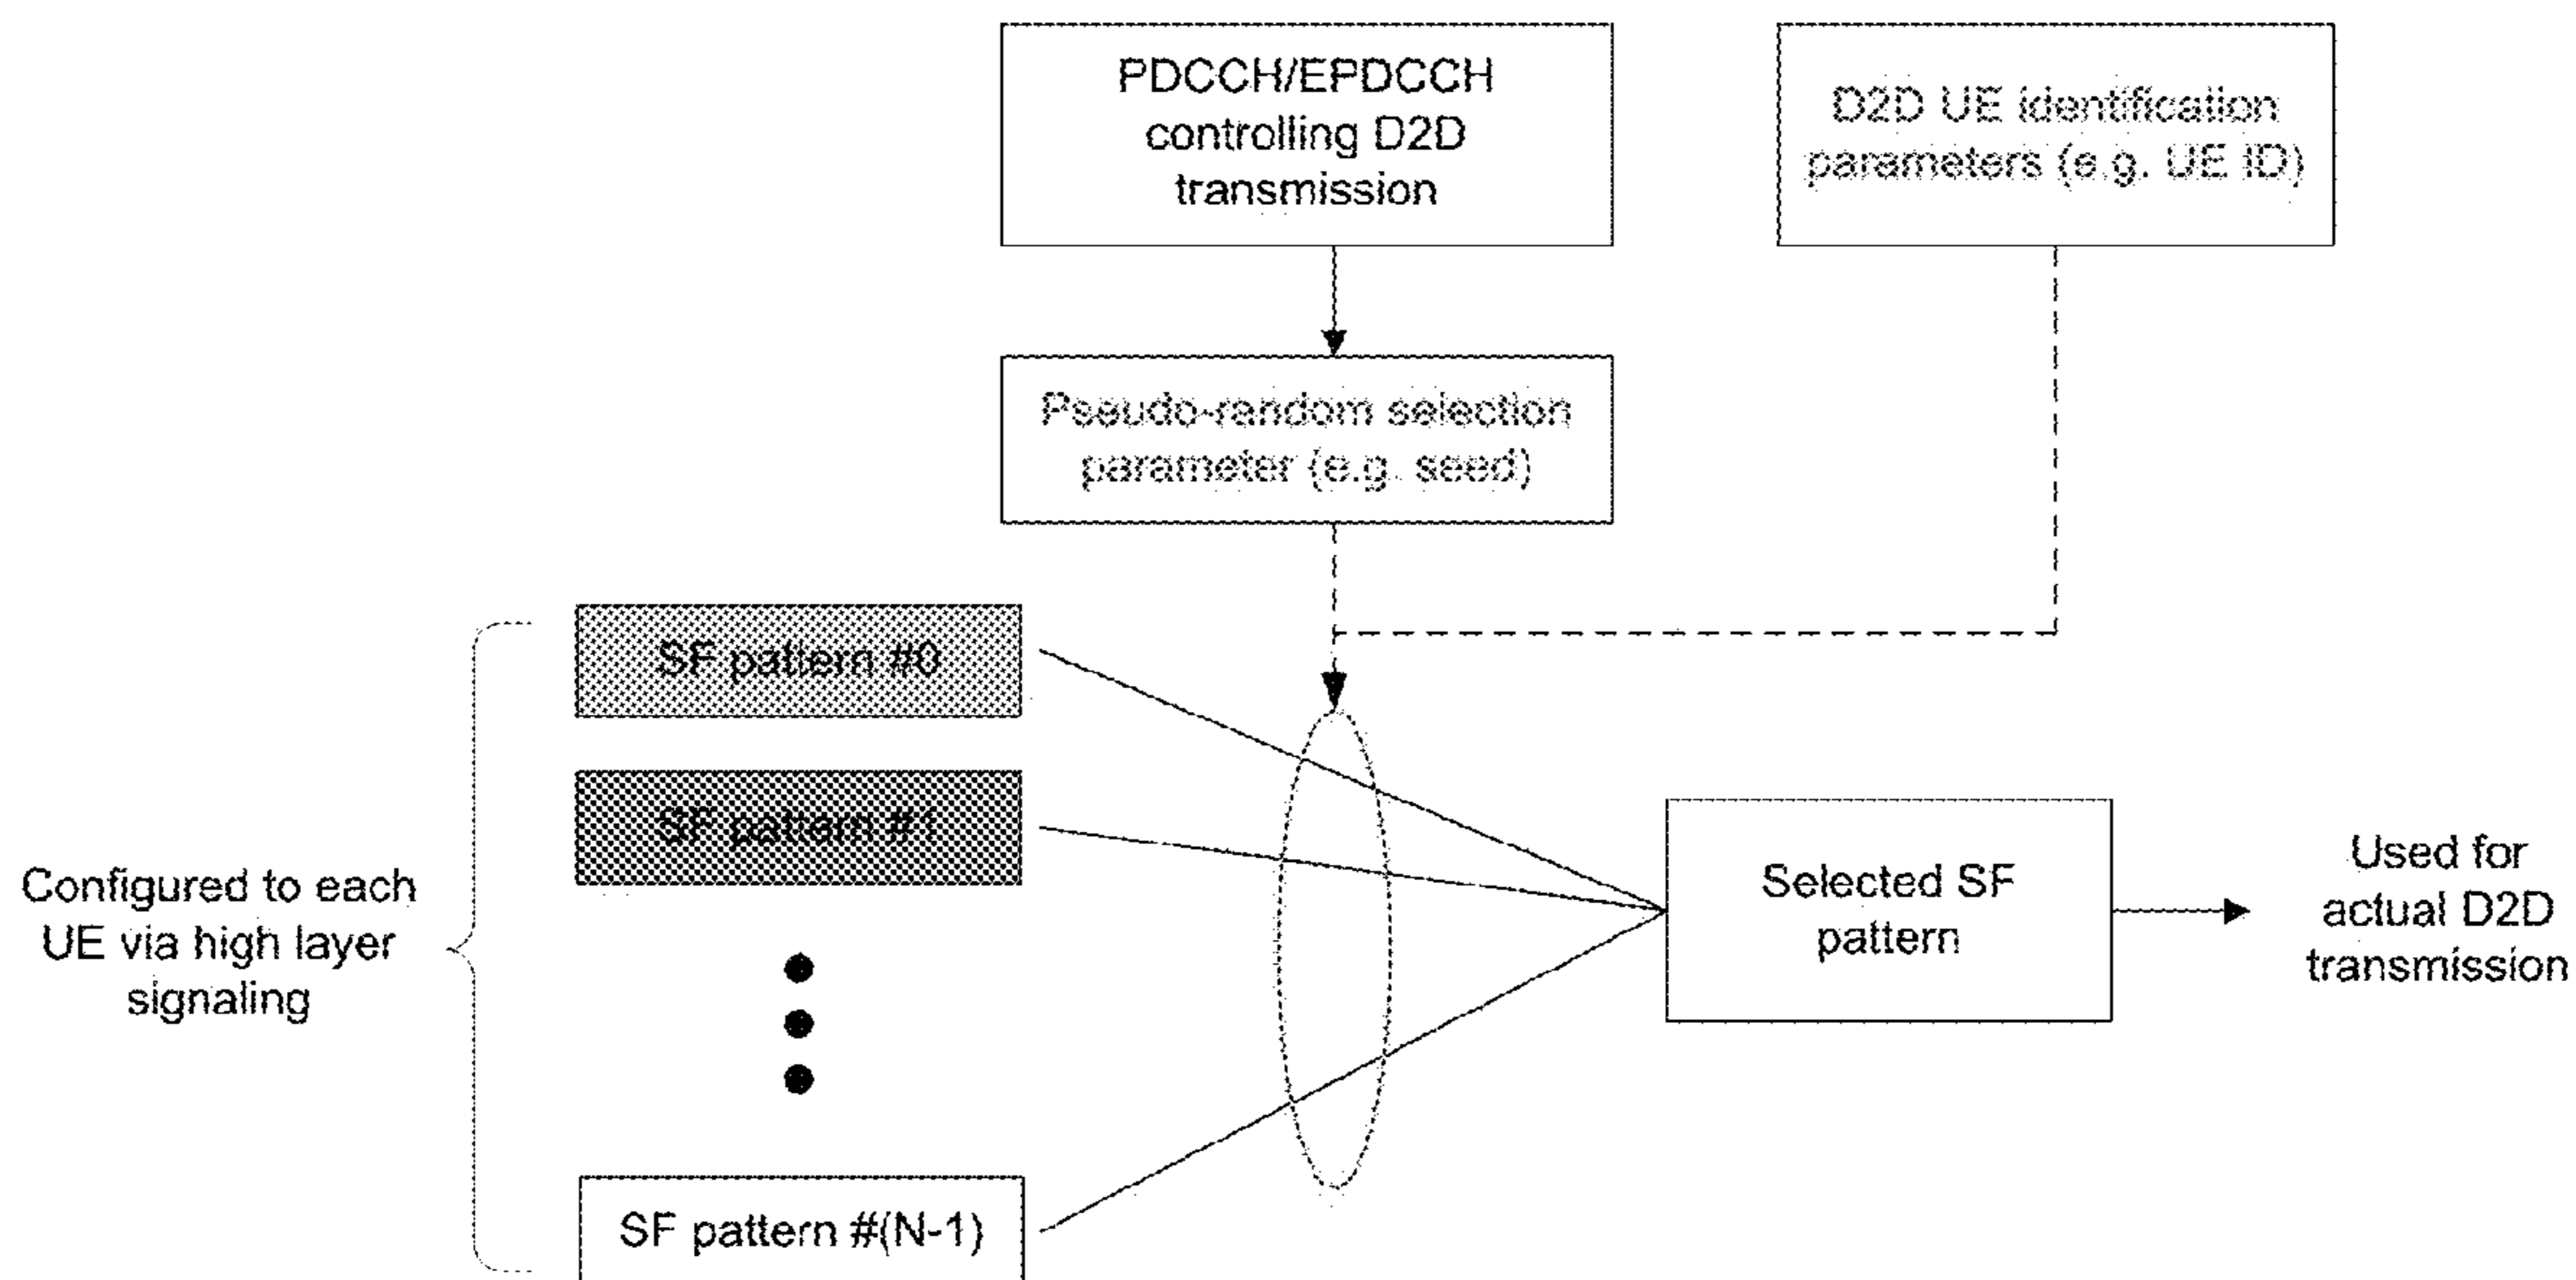 PDCCH/EPDCCH
controlling D2D
transmission
D2D UE identification
parameters (e.g. UE ID)
Pseudo-random selection
parameter (e.g. seed)
SF pattern #0
SF pattern #1
SF pattern #(N-1)
Configured to each
UE via high layer
signaling
Selected SF
pattern
Used for
actual D2D
transmission